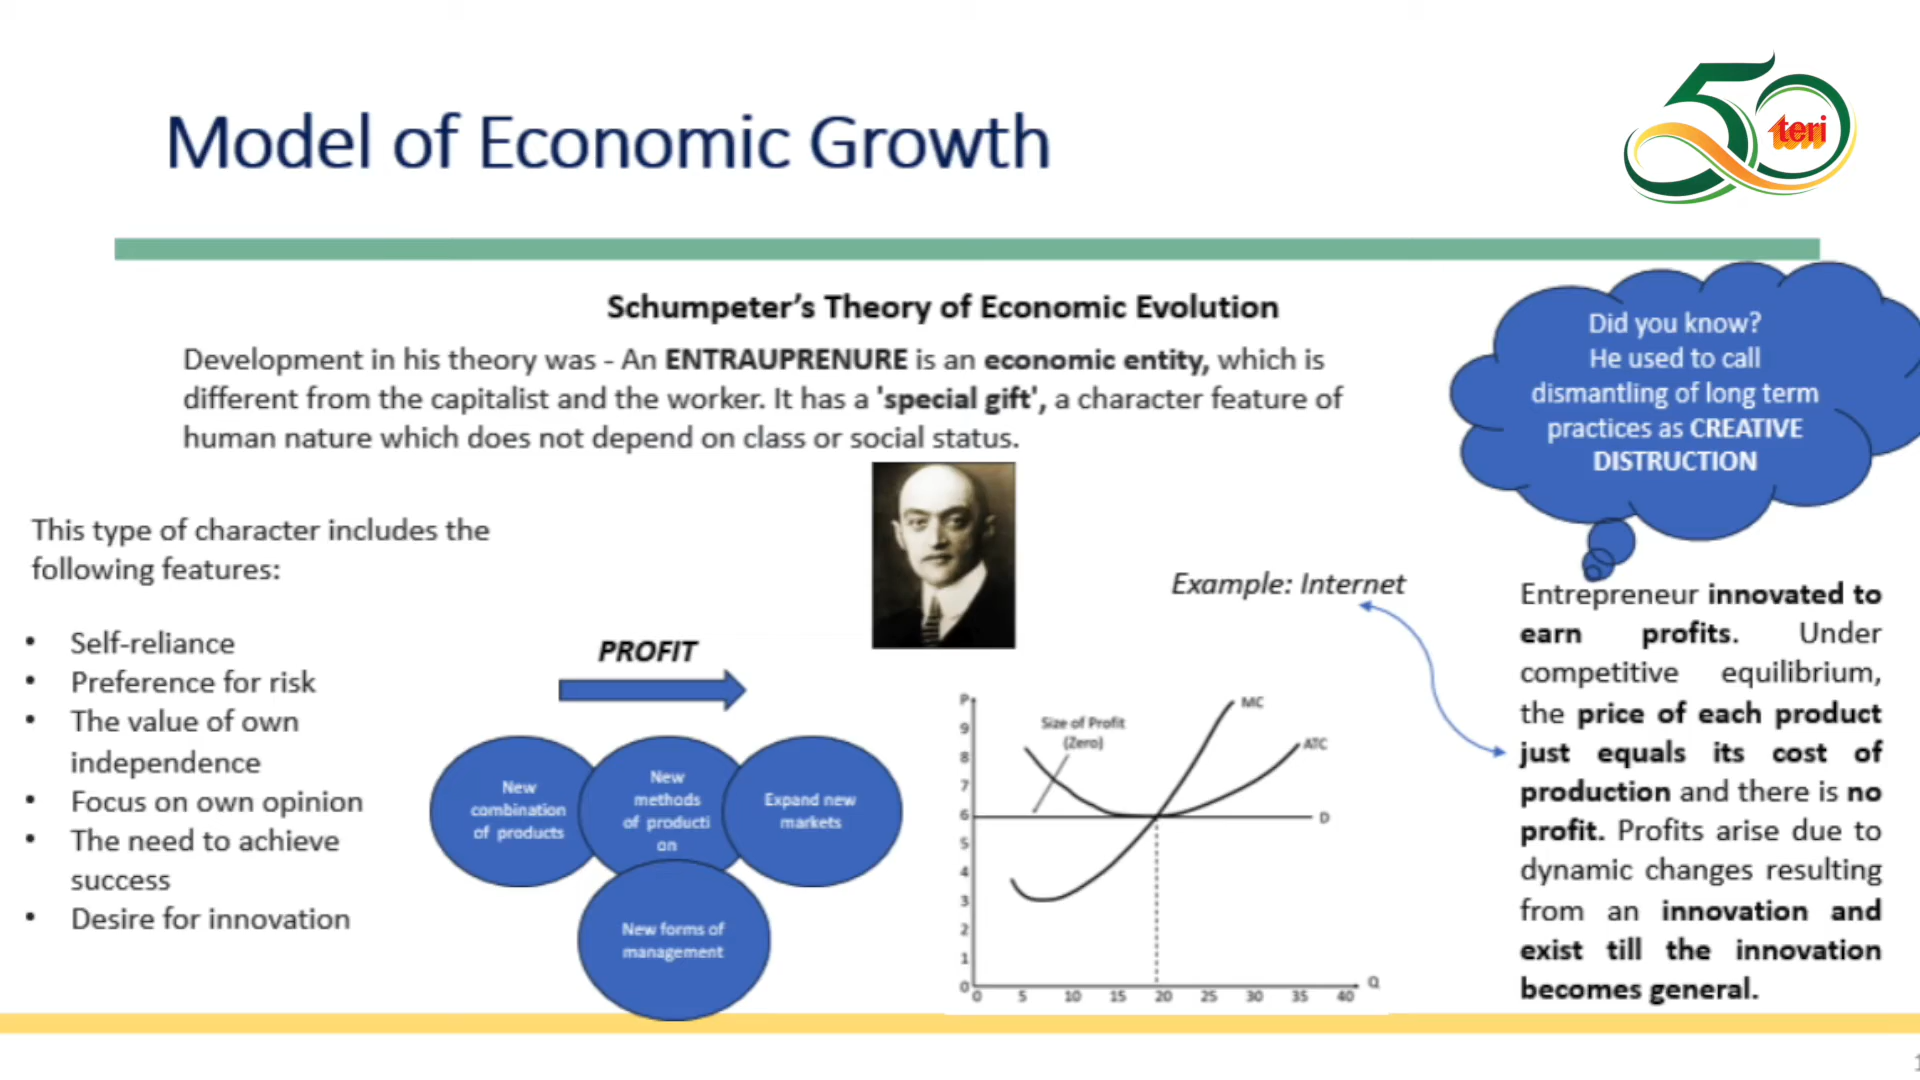 Model of Economic Growth
50
teri
Schumpeter’s Theory of Economic Evolution
Development in his theory was - An ENTRAUPRENURE is an economic entity, which is
different from the capitalist and the worker. It has a 'special gift', a character feature of
human nature which does not depend on class or social status.
Did you know?
He used to call
dismantling of long term
practices as CREATIVE
DISTRUCTION
This type of character includes the
following features:
• Self-reliance
• Preference for risk
• The value of own
independence
• Focus on own opinion
• The need to achieve
success
• Desire for innovation
PROFIT
New
combination
of products
New
methods
of producti
on
Expand new
markets
New forms of
management
Example: Internet
P
9
8
7
6
5
4
3
2
1
0
Size of Profit
(Zero)
MC
ATC
D
Q
0 5 10 15 20 25 30 35 40
Entrepreneur innovated to
earn profits. Under
competitive equilibrium,
the price of each product
just equals its cost of
production and there is no
profit. Profits arise due to
dynamic changes resulting
from an innovation and
exist till the innovation
becomes general.